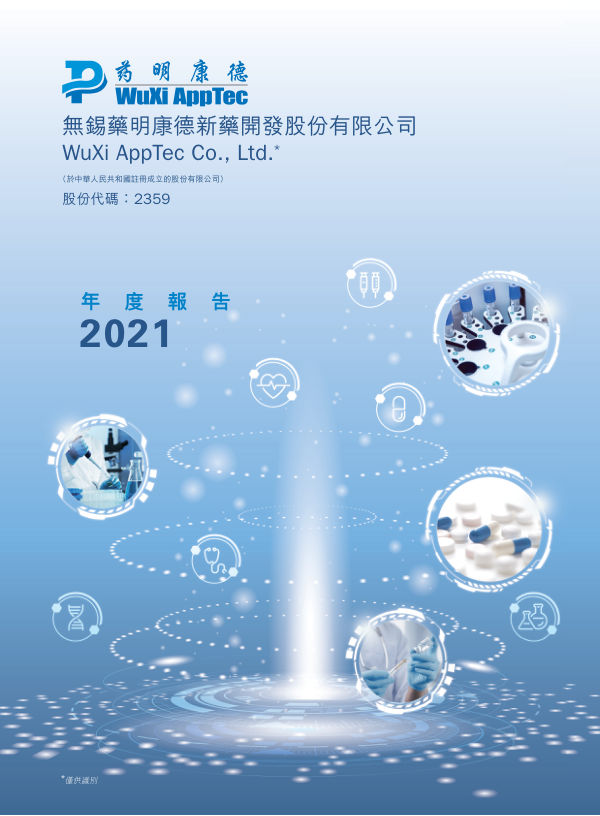 药明康德
WuXi AppTec
無錫藥明康德新藥開發股份有限公司
WuXi AppTec Co., Ltd.*
（於中華人民共和國註冊成立的股份有限公司）
股份代碼：2359
年度報告
2021
*僅供識別